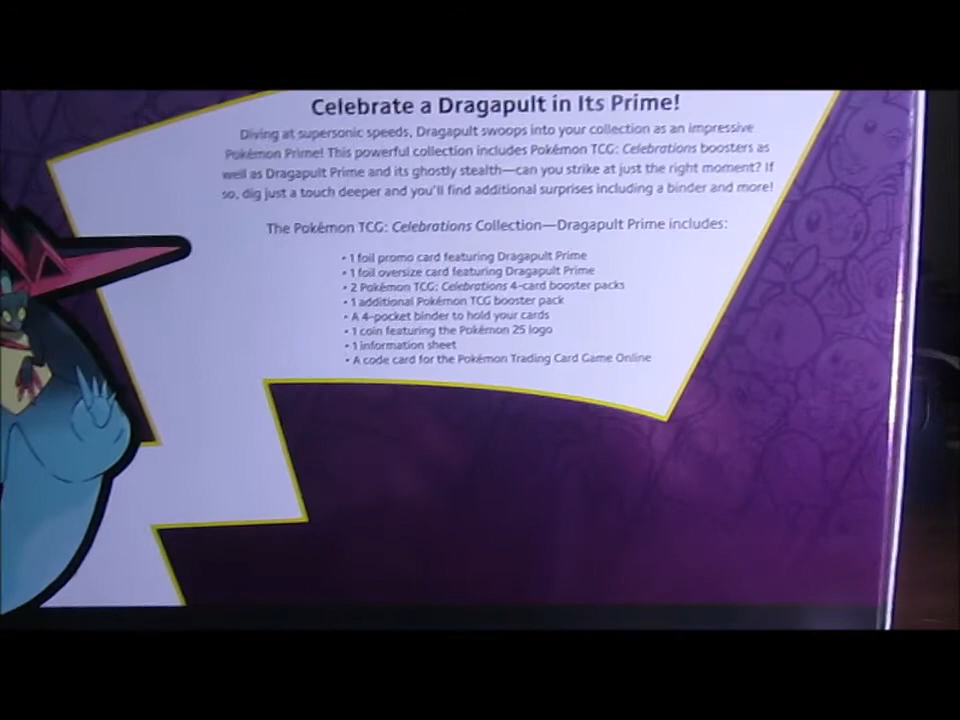 Celebrate a Dragapult in Its Prime!
Diving at supersonic speeds, Dragapult swoops into your collection as an impressive
Pokémon Prime! This powerful collection includes Pokémon TCG: Celebrations boosters as
well as Dragapult Prime and its ghostly stealth—can you strike at just the right moment? If
so, dig just a touch deeper and you'll find additional surprises including a binder and more!
The Pokémon TCG: Celebrations Collection—Dragapult Prime includes:
• 1 foil promo card featuring Dragapult Prime
• 1 foil oversize card featuring Dragapult Prime
• 2 Pokémon TCG: Celebrations 4-card booster packs
• 1 additional Pokémon TCG booster pack
• A 4-pocket binder to hold your cards
• 1 coin featuring the Pokémon 25 logo
• 1 information sheet
• A code card for the Pokémon Trading Card Game Online